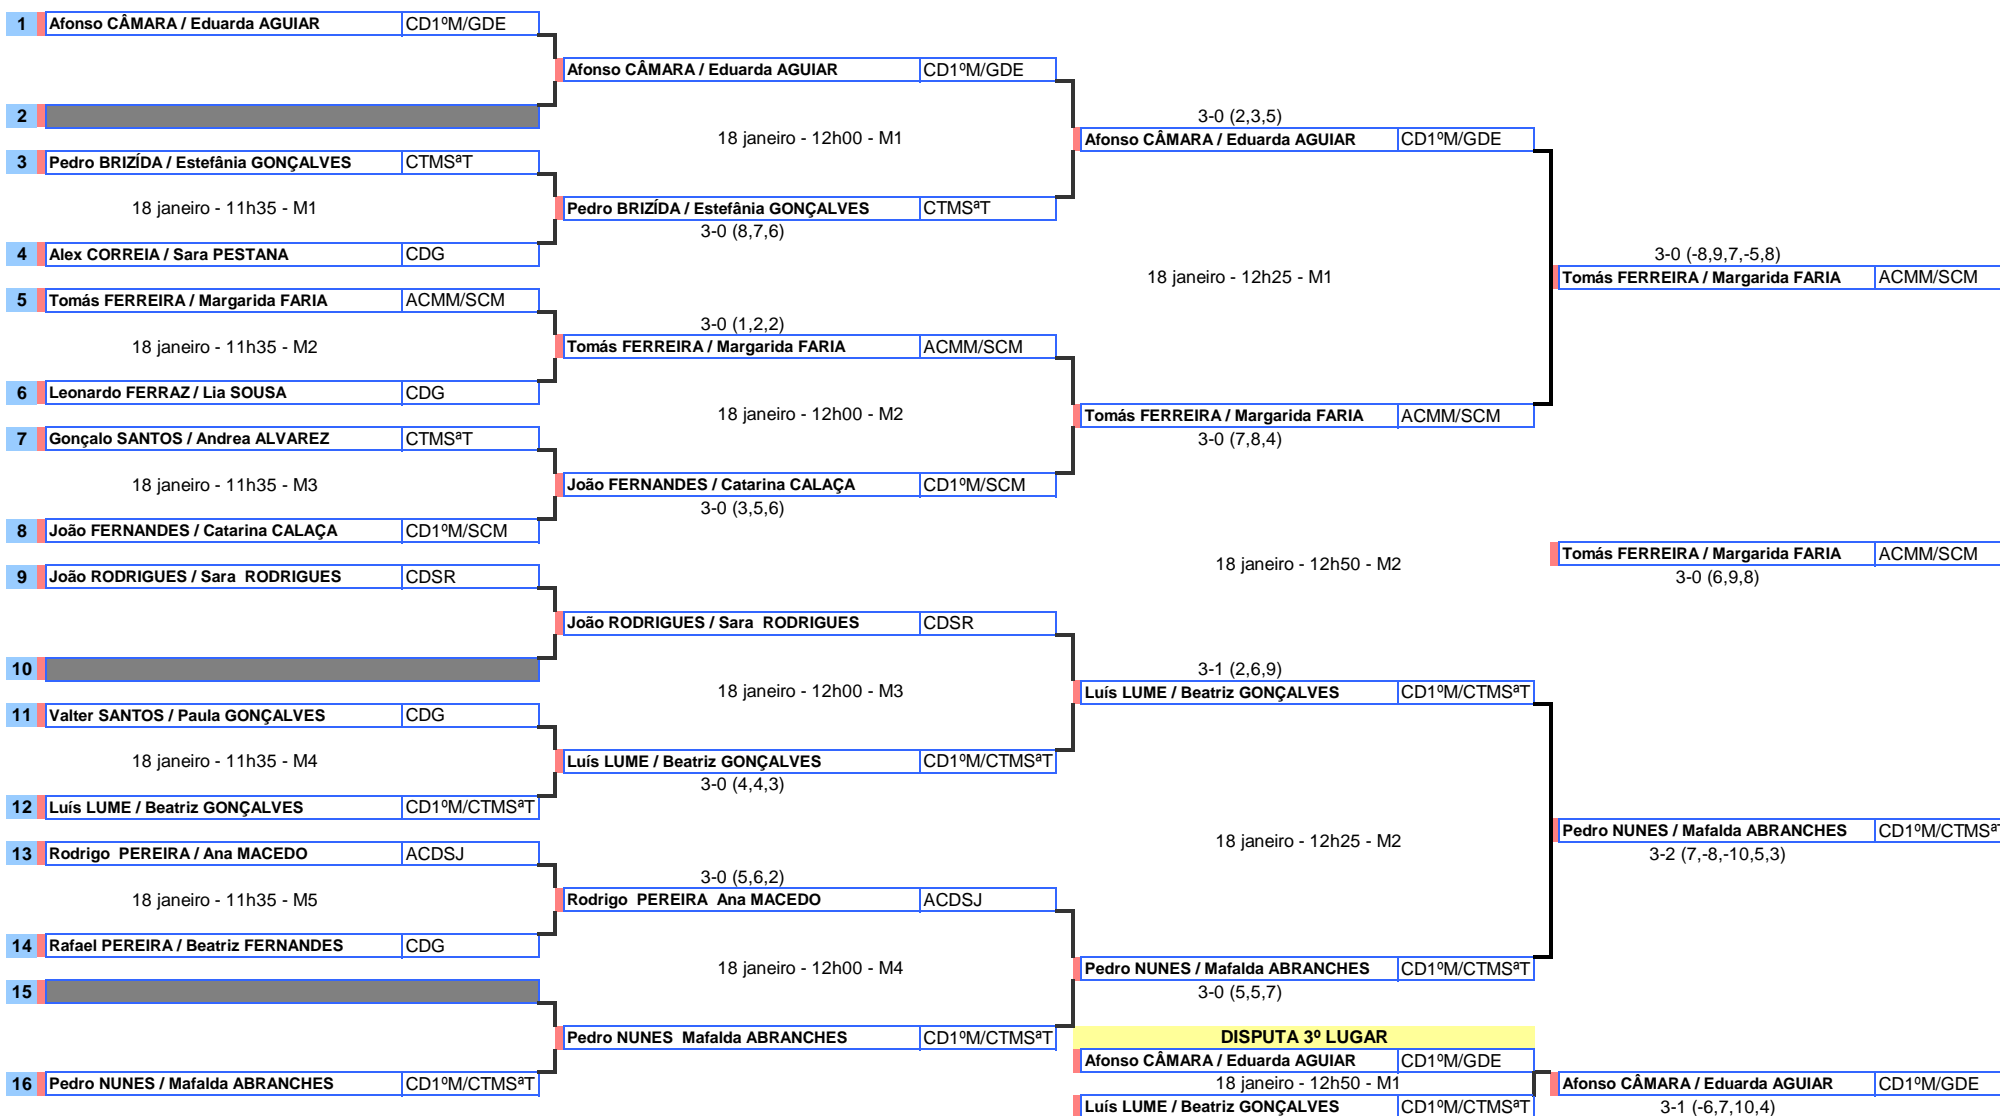 1 Afonso CÂMARA / Eduarda AGUIAR CD1ºM/GDE
Afonso CÂMARA / Eduarda AGUIAR CD1ºM/GDE
2 3-0 (2,3,5)
18 janeiro - 12h00 - M1 Afonso CÂMARA / Eduarda AGUIAR CD1ºM/GDE
3 Pedro BRIZÍDA / Estefânia GONÇALVES CTMSªT
18 janeiro - 11h35 - M1 Pedro BRIZÍDA / Estefânia GONÇALVES CTMSªT
3-0 (8,7,6)
4 Alex CORREIA / Sara PESTANA CDG 3-0 (-8,9,7,-5,8)
18 janeiro - 12h25 - M1 Tomás FERREIRA / Margarida FARIA ACMM/SCM
5 Tomás FERREIRA / Margarida FARIA ACMM/SCM
3-0 (1,2,2)
18 janeiro - 11h35 - M2 Tomás FERREIRA / Margarida FARIA ACMM/SCM
6 Leonardo FERRAZ / Lia SOUSA CDG
18 janeiro - 12h00 - M2 Tomás FERREIRA / Margarida FARIA ACMM/SCM
7 Gonçalo SANTOS / Andrea ALVAREZ CTMSªT 3-0 (7,8,4)
18 janeiro - 11h35 - M3 João FERNANDES / Catarina CALAÇA CD1ºM/SCM
3-0 (3,5,6)
8 João FERNANDES / Catarina CALAÇA CD1ºM/SCM
18 janeiro - 12h50 - M2 Tomás FERREIRA / Margarida FARIA ACMM/SCM
9 João RODRIGUES / Sara RODRIGUES CDSR 3-0 (6,9,8)
João RODRIGUES / Sara RODRIGUES CDSR
10 3-1 (2,6,9)
18 janeiro - 12h00 - M3 Luís LUME / Beatriz GONÇALVES CD1ºM/CTMSªT
11 Valter SANTOS / Paula GONÇALVES CDG
18 janeiro - 11h35 - M4 Luís LUME / Beatriz GONÇALVES CD1ºM/CTMSªT
3-0 (4,4,3)
12 Luís LUME / Beatriz GONÇALVES CD1ºM/CTMSªT
18 janeiro - 12h25 - M2 Pedro NUNES / Mafalda ABRANCHES CD1ºM/CTMSªT
13 Rodrigo PEREIRA / Ana MACEDO ACDSJ 3-2 (7,-8,-10,5,3)
3-0 (5,6,2)
18 janeiro - 11h35 - M5 Rodrigo PEREIRA Ana MACEDO ACDSJ
14 Rafael PEREIRA / Beatriz FERNANDES CDG
18 janeiro - 12h00 - M4 Pedro NUNES / Mafalda ABRANCHES CD1ºM/CTMSªT
15 3-0 (5,5,7)
Pedro NUNES Mafalda ABRANCHES CD1ºM/CTMSªT DISPUTA 3º LUGAR
Afonso CÂMARA / Eduarda AGUIAR CD1ºM/GDE
16 Pedro NUNES / Mafalda ABRANCHES CD1ºM/CTMSªT 18 janeiro - 12h50 - M1 Afonso CÂMARA / Eduarda AGUIAR CD1ºM/GDE
Luís LUME / Beatriz GONÇALVES CD1ºM/CTMSªT 3-1 (-6,7,10,4)